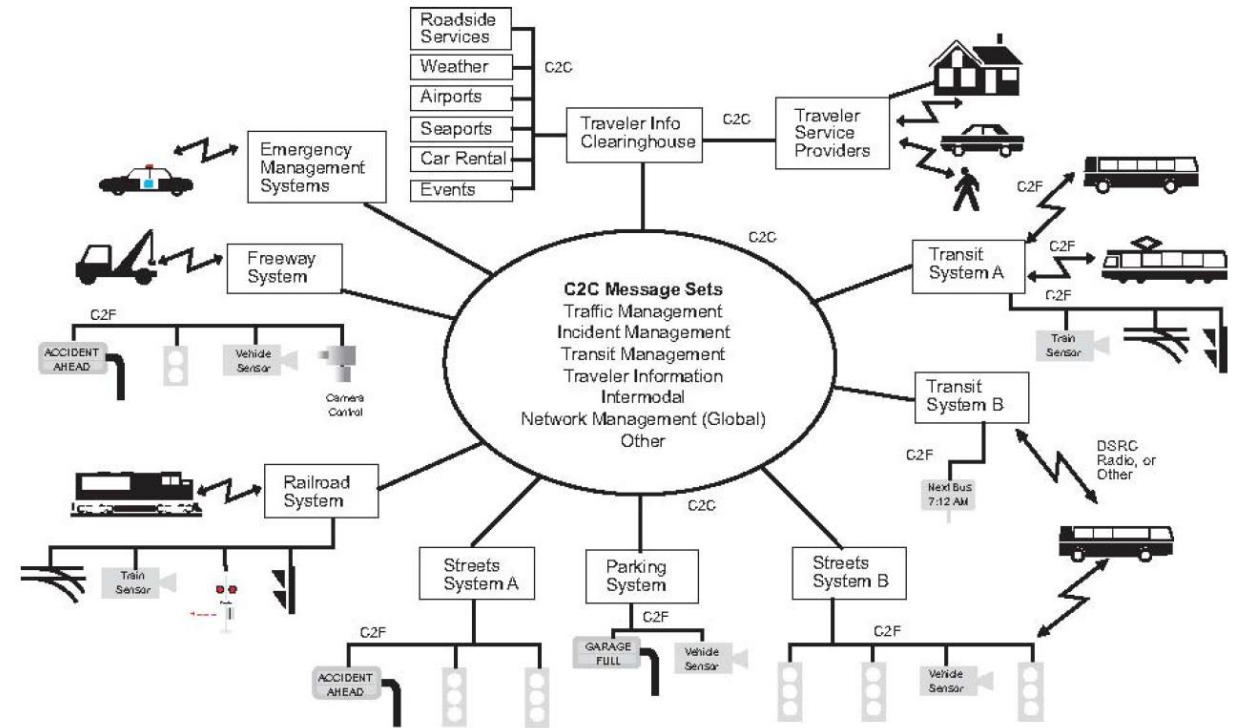 Roadside
Services
Weather
Airports
Seaports
Car Rental
Events
C2C
Traveler Info
Clearinghouse
C2C
Traveler
Service
Providers
Emergency
Management
Systems
Freeway
System
C2F
ACCIDENT
AHEAD
Vehicle
Sensor
Camera
Control
C2C
C2C Message Sets
Traffic Management
Incident Management
Transit Management
Traveler Information
Intermodal
Network Management (Global)
Other
C2C
Transit
System A
C2F
C2F
C2F
Train
Sensor
Transit
System B
C2F
Next Bus
7:12 AM
DSRC
Radio, or
Other
Railroad
System
Train
Sensor
Streets
System A
C2F
ACCIDENT
AHEAD
Parking
System
C2F
GARAGE
FULL
Vehicle
Sensor
Streets
System B
C2F
Vehicle
Sensor